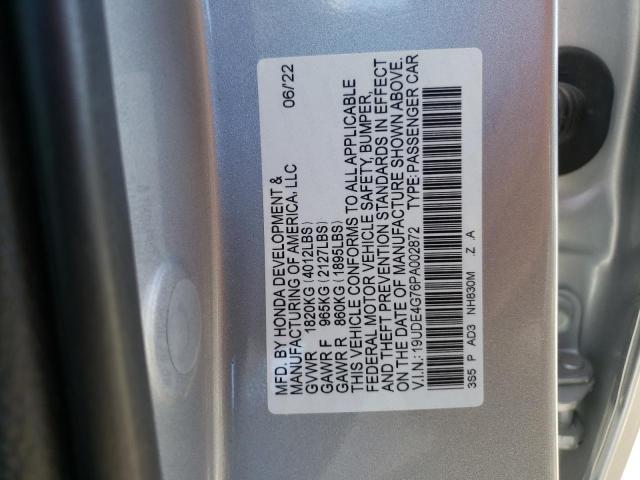 MFD. BY HONDA DEVELOPMENT & 06/22
MANUFACTURING OF AMERICA, LLC
GVWR 1820KG (4012LBS)
GAWR F 965KG (2127LBS)
GAWR R 860KG (1895LBS)
THIS VEHICLE CONFORMS TO ALL APPLICABLE
FEDERAL MOTOR VEHICLE SAFETY, BUMPER,
AND THEFT PREVENTION STANDARDS IN EFFECT
ON THE DATE OF MANUFACTURE SHOWN ABOVE.
V.I.N.: 19UDE4G76PA002872 TYPE: PASSENGER CAR
3S5 P AD3 NH830M .Z .A